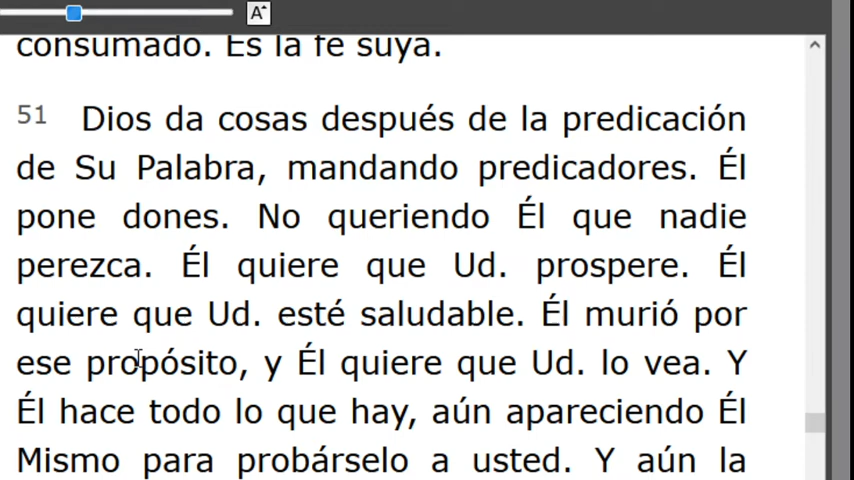 A
consumado. Es la fe suya.
51 Dios da cosas después de la predicación
de Su Palabra, mandando predicadores. Él
pone dones. No queriendo Él que nadie
perezca. Él quiere que Ud. prospere. Él
quiere que Ud. esté saludable. Él murió por
ese propósito, y Él quiere que Ud. lo vea. Y
Él hace todo lo que hay, aún apareciendo Él
Mismo para probárselo a usted. Y aún la